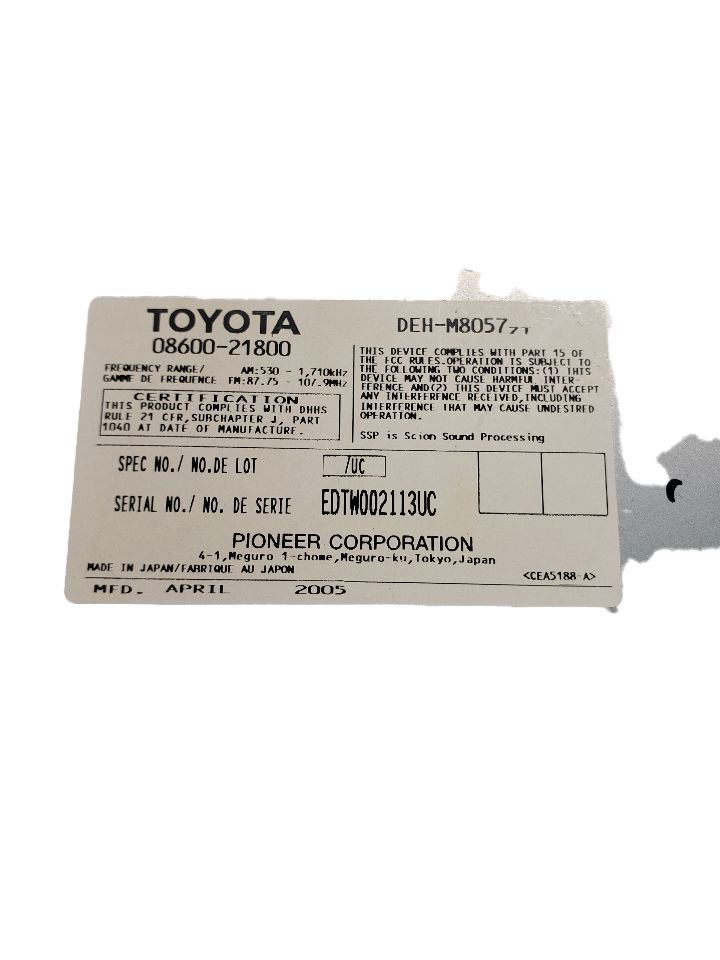 TOYOTA
08600-21800
DEH-M8057
FREQUENCY RANGE/ AM:530 - 1,710kHz
GAMME DE FREQUENCE FM:87.75 - 107.9MHz
CERTIFICATION
THIS PRODUCT COMPLIES WITH DHHS
RULE 21 CFR,SUBCHAPTER J, PART
1040 AT DATE OF MANUFACTURE.
THIS DEVICE COMPLIES WITH PART 15 OF
THE FCC RULES.OPERATION IS SUBJECT TO
THE FOLLOWING TWO CONDITIONS:(1) THIS
DEVICE MAY NOT CAUSE HARMFUL INTER-
FERENCE AND(2) THIS DEVICE MUST ACCEPT
ANY INTERFERENCE RECEIVED,INCLUDING
INTERFERENCE THAT MAY CAUSE UNDESIRED
OPERATION.
SSP is Scion Sound Processing
SPEC NO./ NO.DE LOT /UC
SERIAL NO./ NO. DE SERIE EDTW002113UC
PIONEER CORPORATION
4-1,Meguro 1-chome,Meguro-ku,Tokyo,Japan
MADE IN JAPAN/FABRIQUE AU JAPON
<CEA5188-A>
MFD. APRIL 2005